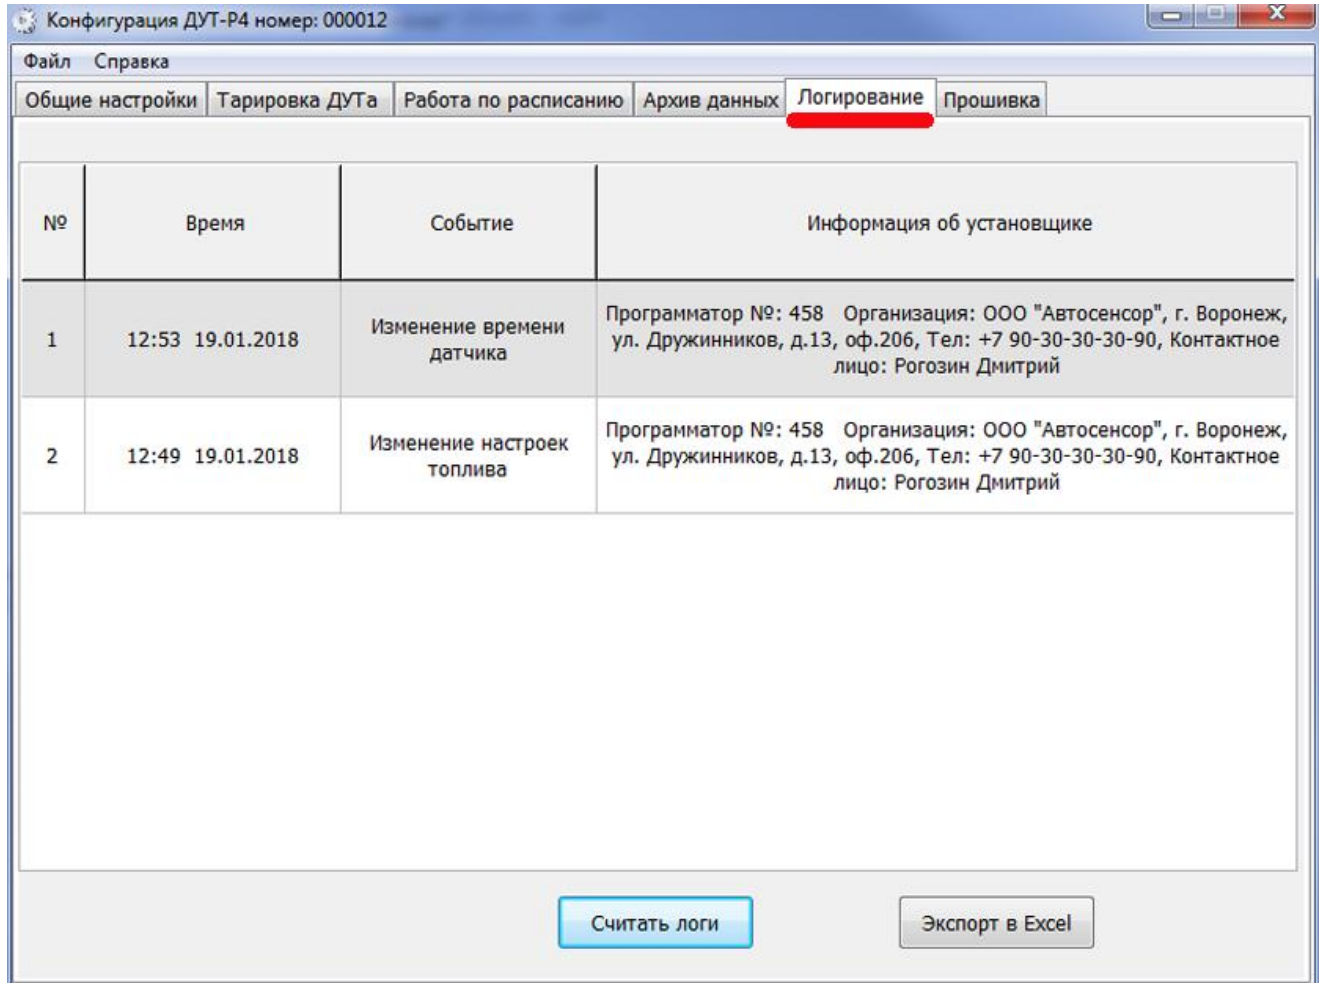 Конфигурация ДУТ-Р4 номер: 000012
Файл Справка
Общие настройки Тарировка ДУТа Работа по расписанию Архив данных Логирование Прошивка
№ Время Событие Информация об установщике
1 12:53 19.01.2018 Изменение времени датчика
Программатор №: 458 Организация: ООО "Автосенсор", г. Воронеж,
ул. Дружинников, д.13, оф.206, Тел: +7 90-30-30-30-90, Контактное
лицо: Рогозин Дмитрий
2 12:49 19.01.2018 Изменение настроек топлива
Программатор №: 458 Организация: ООО "Автосенсор", г. Воронеж,
ул. Дружинников, д.13, оф.206, Тел: +7 90-30-30-30-90, Контактное
лицо: Рогозин Дмитрий
Считать логи Экспорт в Excel